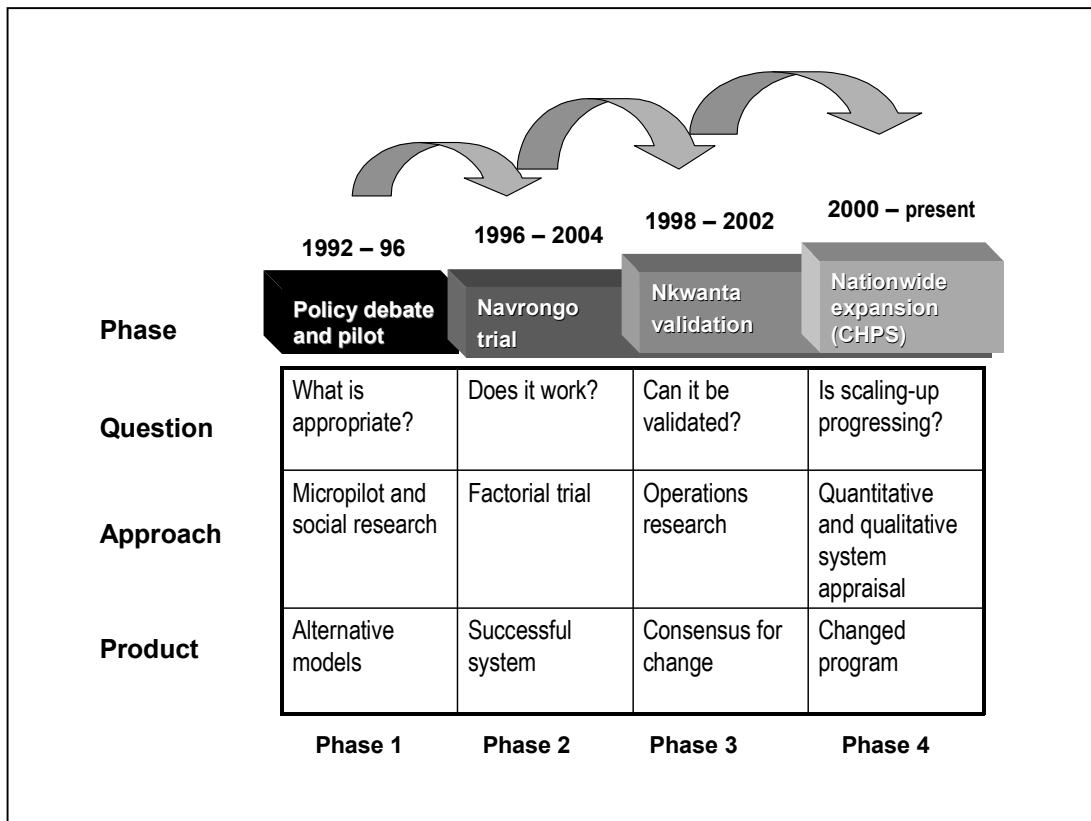 1992 – 96
1996 – 2004
1998 – 2002
2000 – present
Phase
Policy debate
and pilot
Navrongo
trial
Nkwanta
validation
Nationwide
expansion
(CHPS)
Question
What is
appropriate?
Does it work?
Can it be
validated?
Is scaling-up
progressing?
Approach
Micropilot and
social research
Factorial trial
Operations
research
Quantitative
and qualitative
system
appraisal
Product
Alternative
models
Successful
system
Consensus for
change
Changed
program
Phase 1
Phase 2
Phase 3
Phase 4